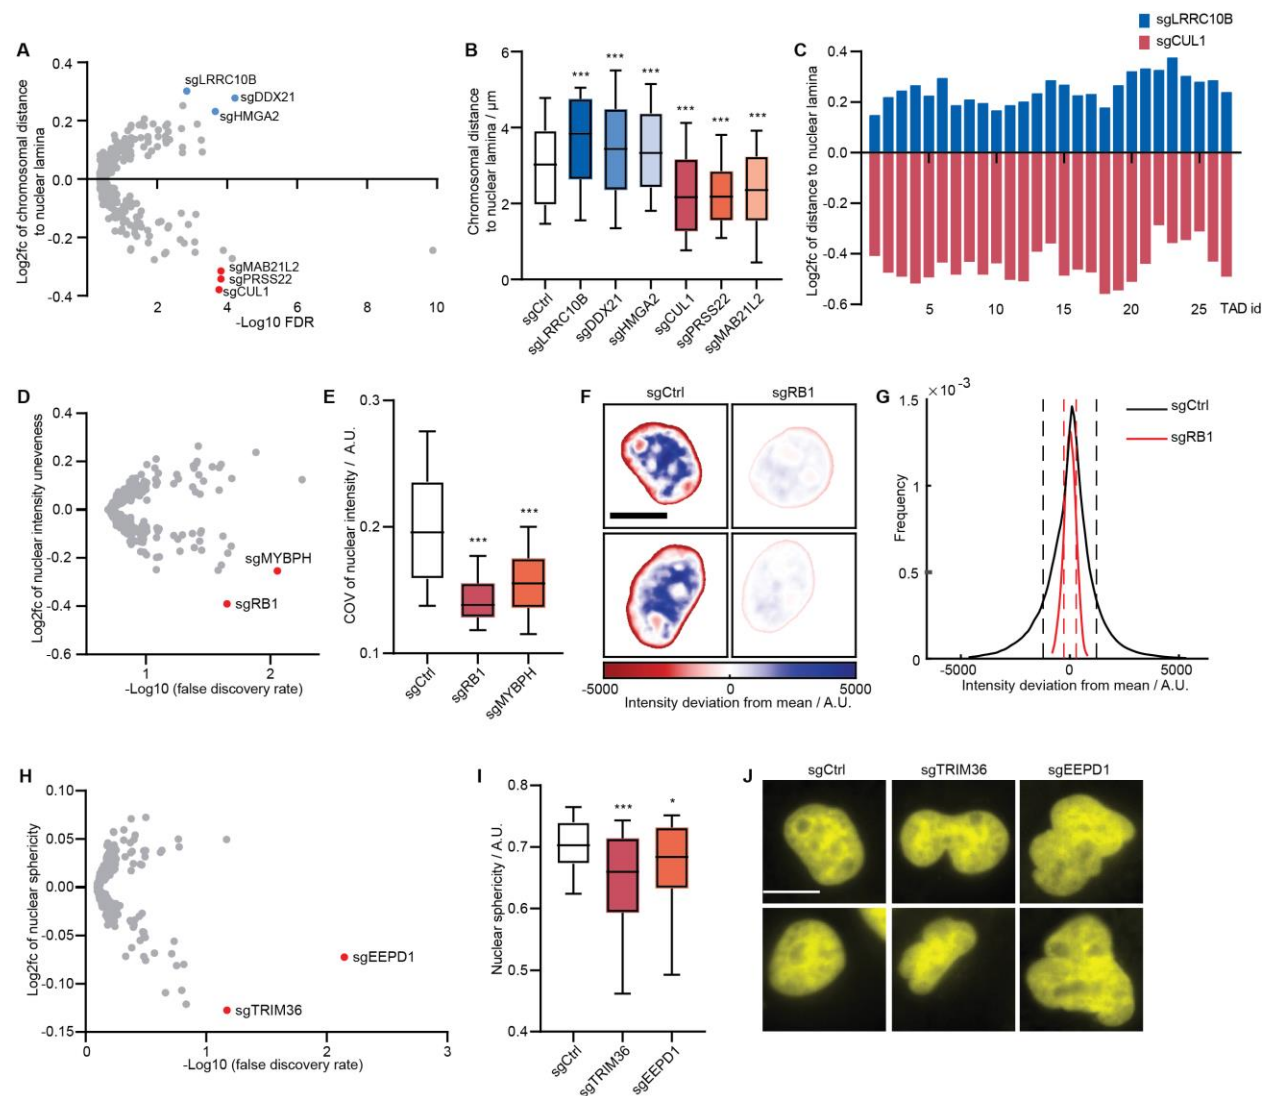 A
Log2fc of chromosomal distance
to nuclear lamina
0.4
0.2
0.0
-0.2
-0.4
2
4
6
8
10
-Log10 FDR
sgLRRC10B
sgDDX21
sgHMGA2
sgMAB21L2
sgPRSS22
sgCUL1
B
Chromosomal distance
to nuclear lamina / μm
6
4
2
0
***
***
***
***
***
***
sgCtrl
sgLRRC10B
sgDDX21
sgHMGA2
sgCUL1
sgPRSS22
sgMAB21L2
C
sgLRRC10B
sgCUL1
Log2fc of distance to nuclear lamina
0.4
0.2
0.0
-0.2
-0.4
-0.6
5
10
15
20
25
TAD id
D
Log2fc of nuclear intensity uneveness
0.4
0.2
0.0
-0.2
-0.4
-0.6
1
2
-Log10 (false discovery rate)
sgMYBPH
sgRB1
E
COV of nuclear intensity / A.U.
0.3
0.2
0.1
***
***
sgCtrl
sgRB1
sgMYBPH
F
sgCtrl
sgRB1
-5000
0
5000
Intensity deviation from mean / A.U.
G
×10-3
Frequency
1.5
1
0.5
0
-5000
0
5000
Intensity deviation from mean / A.U.
sgCtrl
sgRB1
H
Log2fc of nuclear sphericity
0.10
0.05
0.00
-0.05
-0.10
-0.15
0
1
2
3
-Log10 (false discovery rate)
sgEEPD1
sgTRIM36
I
Nuclear sphericity / A.U.
0.8
0.7
0.6
0.5
0.4
***
*
sgCtrl
sgTRIM36
sgEEPD1
J
sgCtrl
sgTRIM36
sgEEPD1